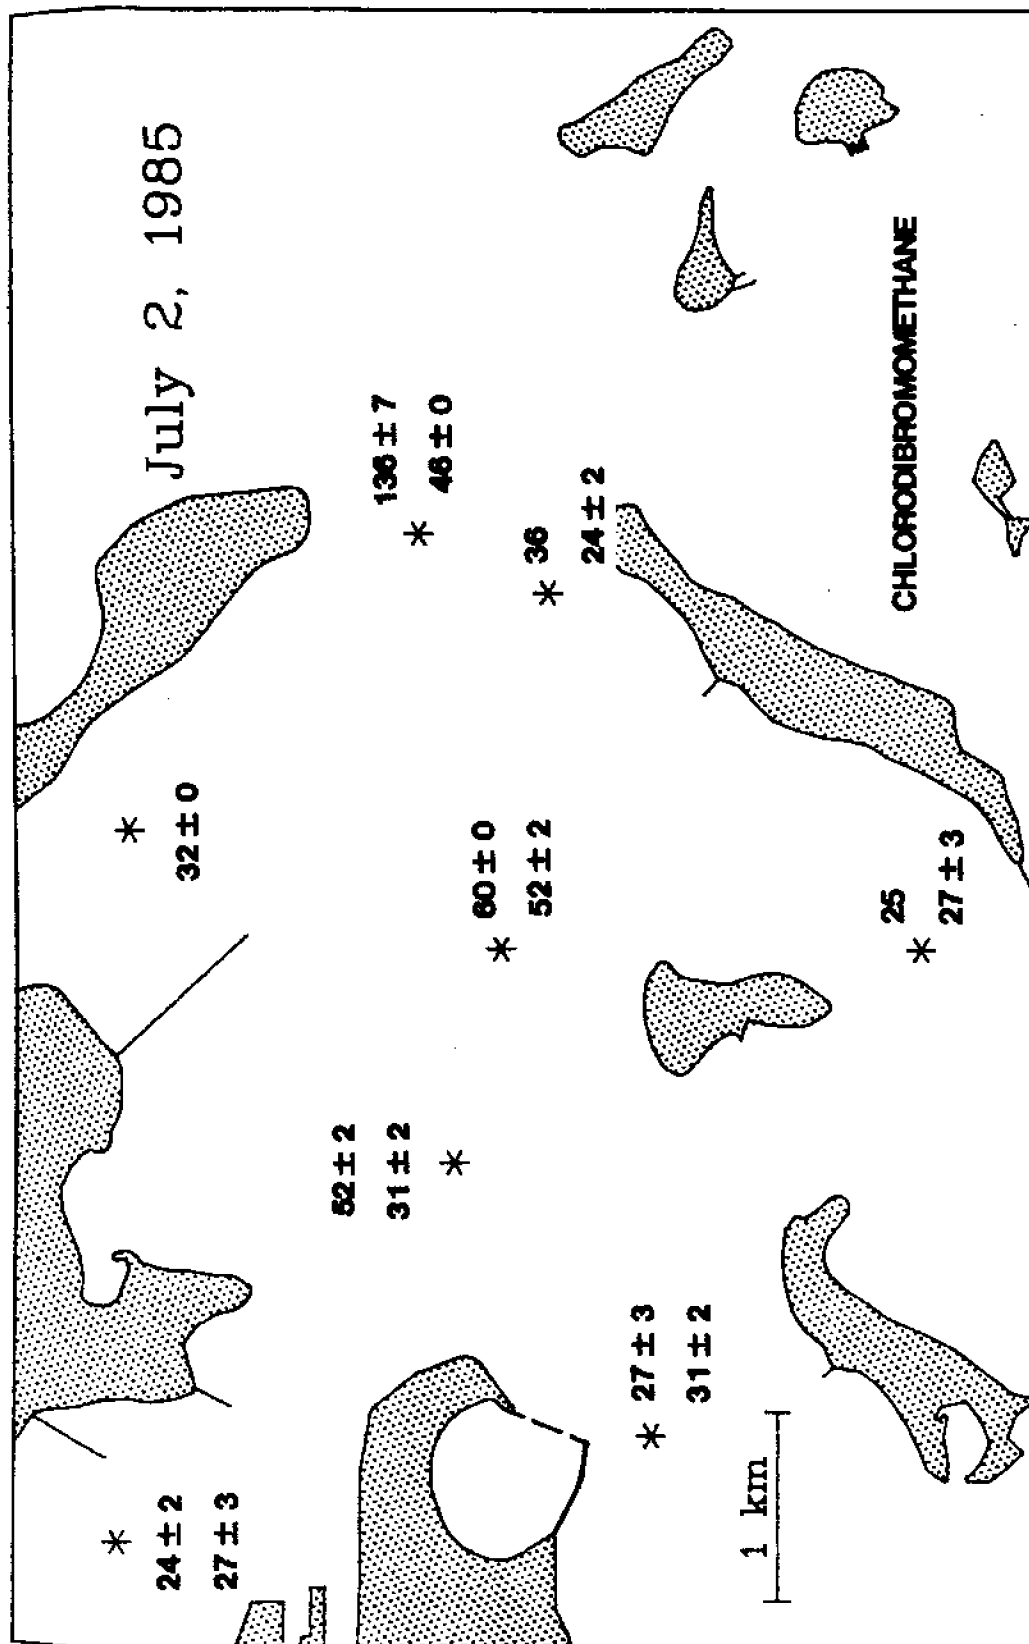 July 2, 1985
24 ± 2
27 ± 3
32 ± 0
52 ± 2
31 ± 2
136 ± 7
46 ± 0
60 ± 0
52 ± 2
36
24 ± 2
27 ± 3
31 ± 2
1 km
25
27 ± 3
CHLORODIBROMOMETHANE